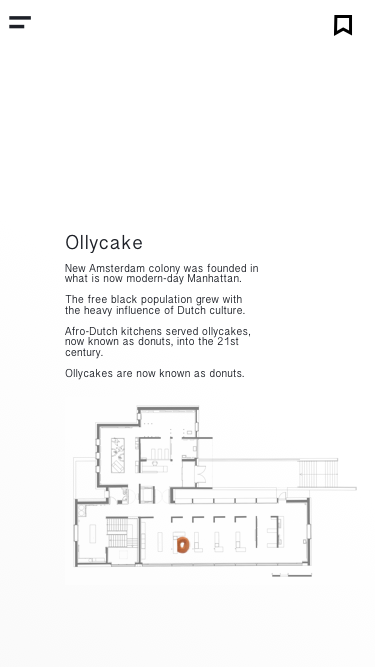 Ollycake
New Amsterdam colony was founded in
what is now modern-day Manhattan.
The free black population grew with
the heavy influence of Dutch culture.
Afro-Dutch kitchens served ollycakes,
now known as donuts, into the 21st
century.
Ollycakes are now known as donuts.